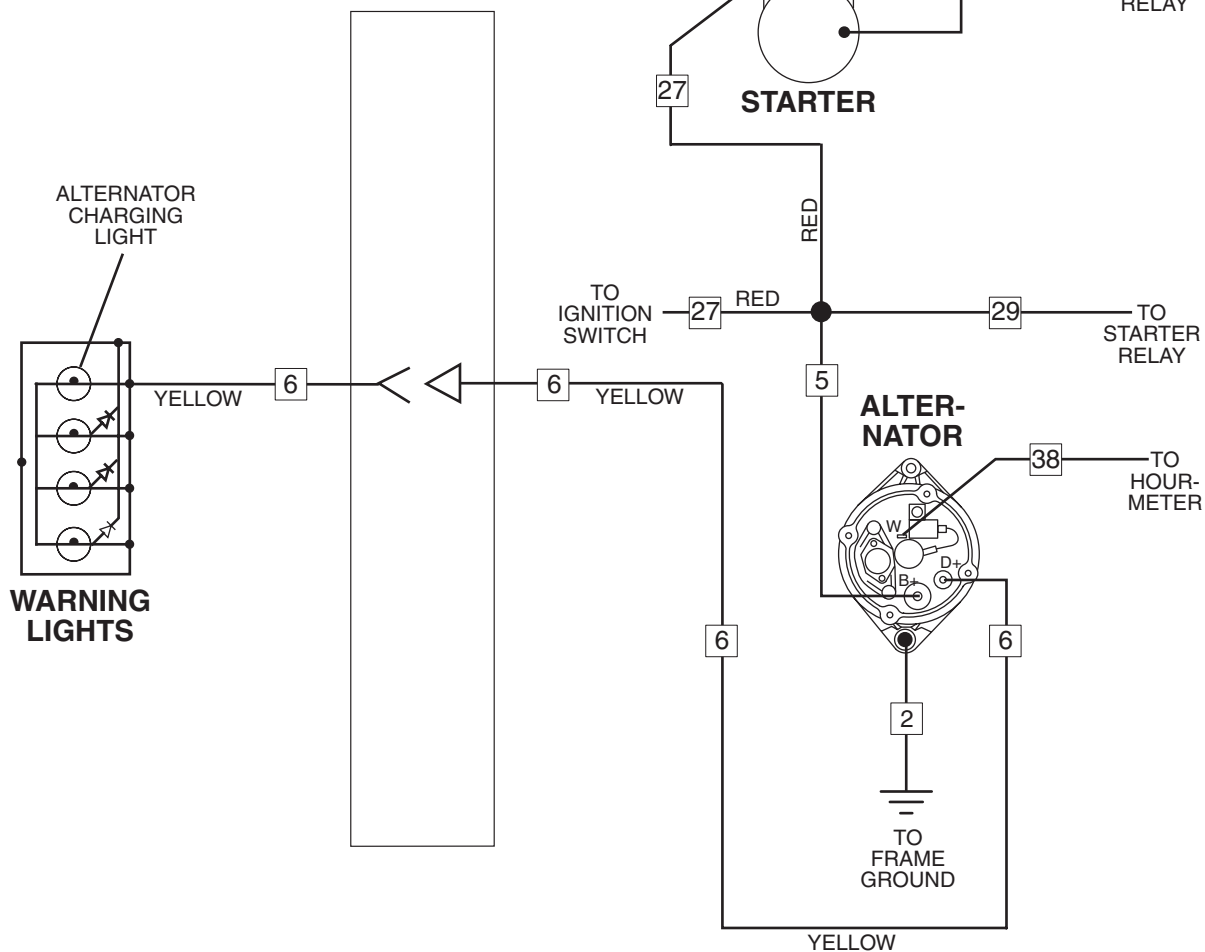 RELAY
27
STARTER
ALTERNATOR
CHARGING
LIGHT
RED
TO
IGNITION
SWITCH
27
RED
29
TO
STARTER
RELAY
YELLOW
6
6
YELLOW
5
ALTER-
NATOR
38
TO
HOUR-
METER
W
D+
B+
WARNING
LIGHTS
6
6
2
TO
FRAME
GROUND
YELLOW